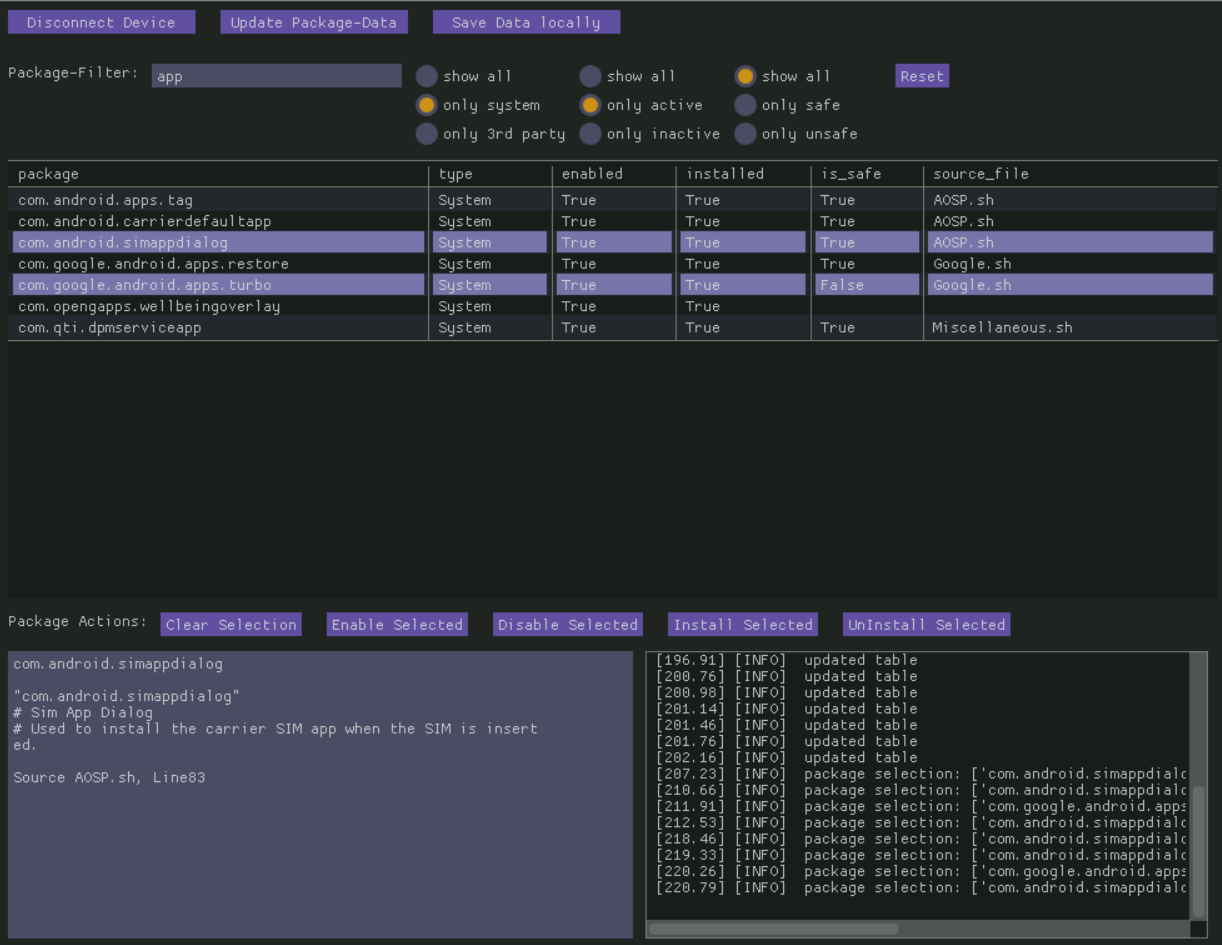 Disconnect Device Update Package-Data Save Data locally
Package-Filter: app show all show all show all Reset
only system only active only safe
only 3rd party only inactive only unsafe
package type enabled installed is_safe source_file
com.android.apps.tag System True True True AOSP.sh
com.android.carrierdefaultapp System True True True AOSP.sh
com.android.simappdialog System True True True AOSP.sh
com.google.android.apps.restore System True True True Google.sh
com.google.android.apps.turbo System True True False Google.sh
com.opengapps.wellbeingoverlay System True True
com.qti.dpmserviceapp System True True True Miscellaneous.sh
Package Actions: Clear Selection Enable Selected Disable Selected Install Selected UnInstall Selected
com.android.simappdialog
"com.android.simappdialog"
# Sim App Dialog
# Used to install the carrier SIM app when the SIM is insert
ed.
Source AOSP.sh, Line83
[196.91] [INFO] updated table
[200.76] [INFO] updated table
[200.98] [INFO] updated table
[201.14] [INFO] updated table
[201.46] [INFO] updated table
[201.76] [INFO] updated table
[202.16] [INFO] updated table
[207.23] [INFO] package selection: ['com.android.simappdialo
[210.66] [INFO] package selection: ['com.android.simappdialo
[211.91] [INFO] package selection: ['com.google.android.apps
[212.53] [INFO] package selection: ['com.android.simappdialo
[218.46] [INFO] package selection: ['com.android.simappdialo
[219.33] [INFO] package selection: ['com.android.simappdialo
[220.26] [INFO] package selection: ['com.google.android.apps
[220.79] [INFO] package selection: ['com.android.simappdialo